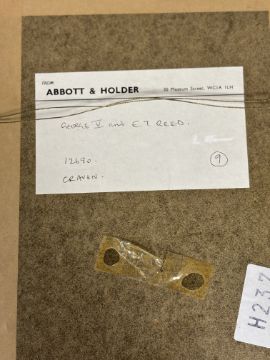 FROM
ABBOTT & HOLDER
30 Museum Street, WC1A 1LH
GEORGE V and E T REED.
12690.
9
CRAVEN.
H237